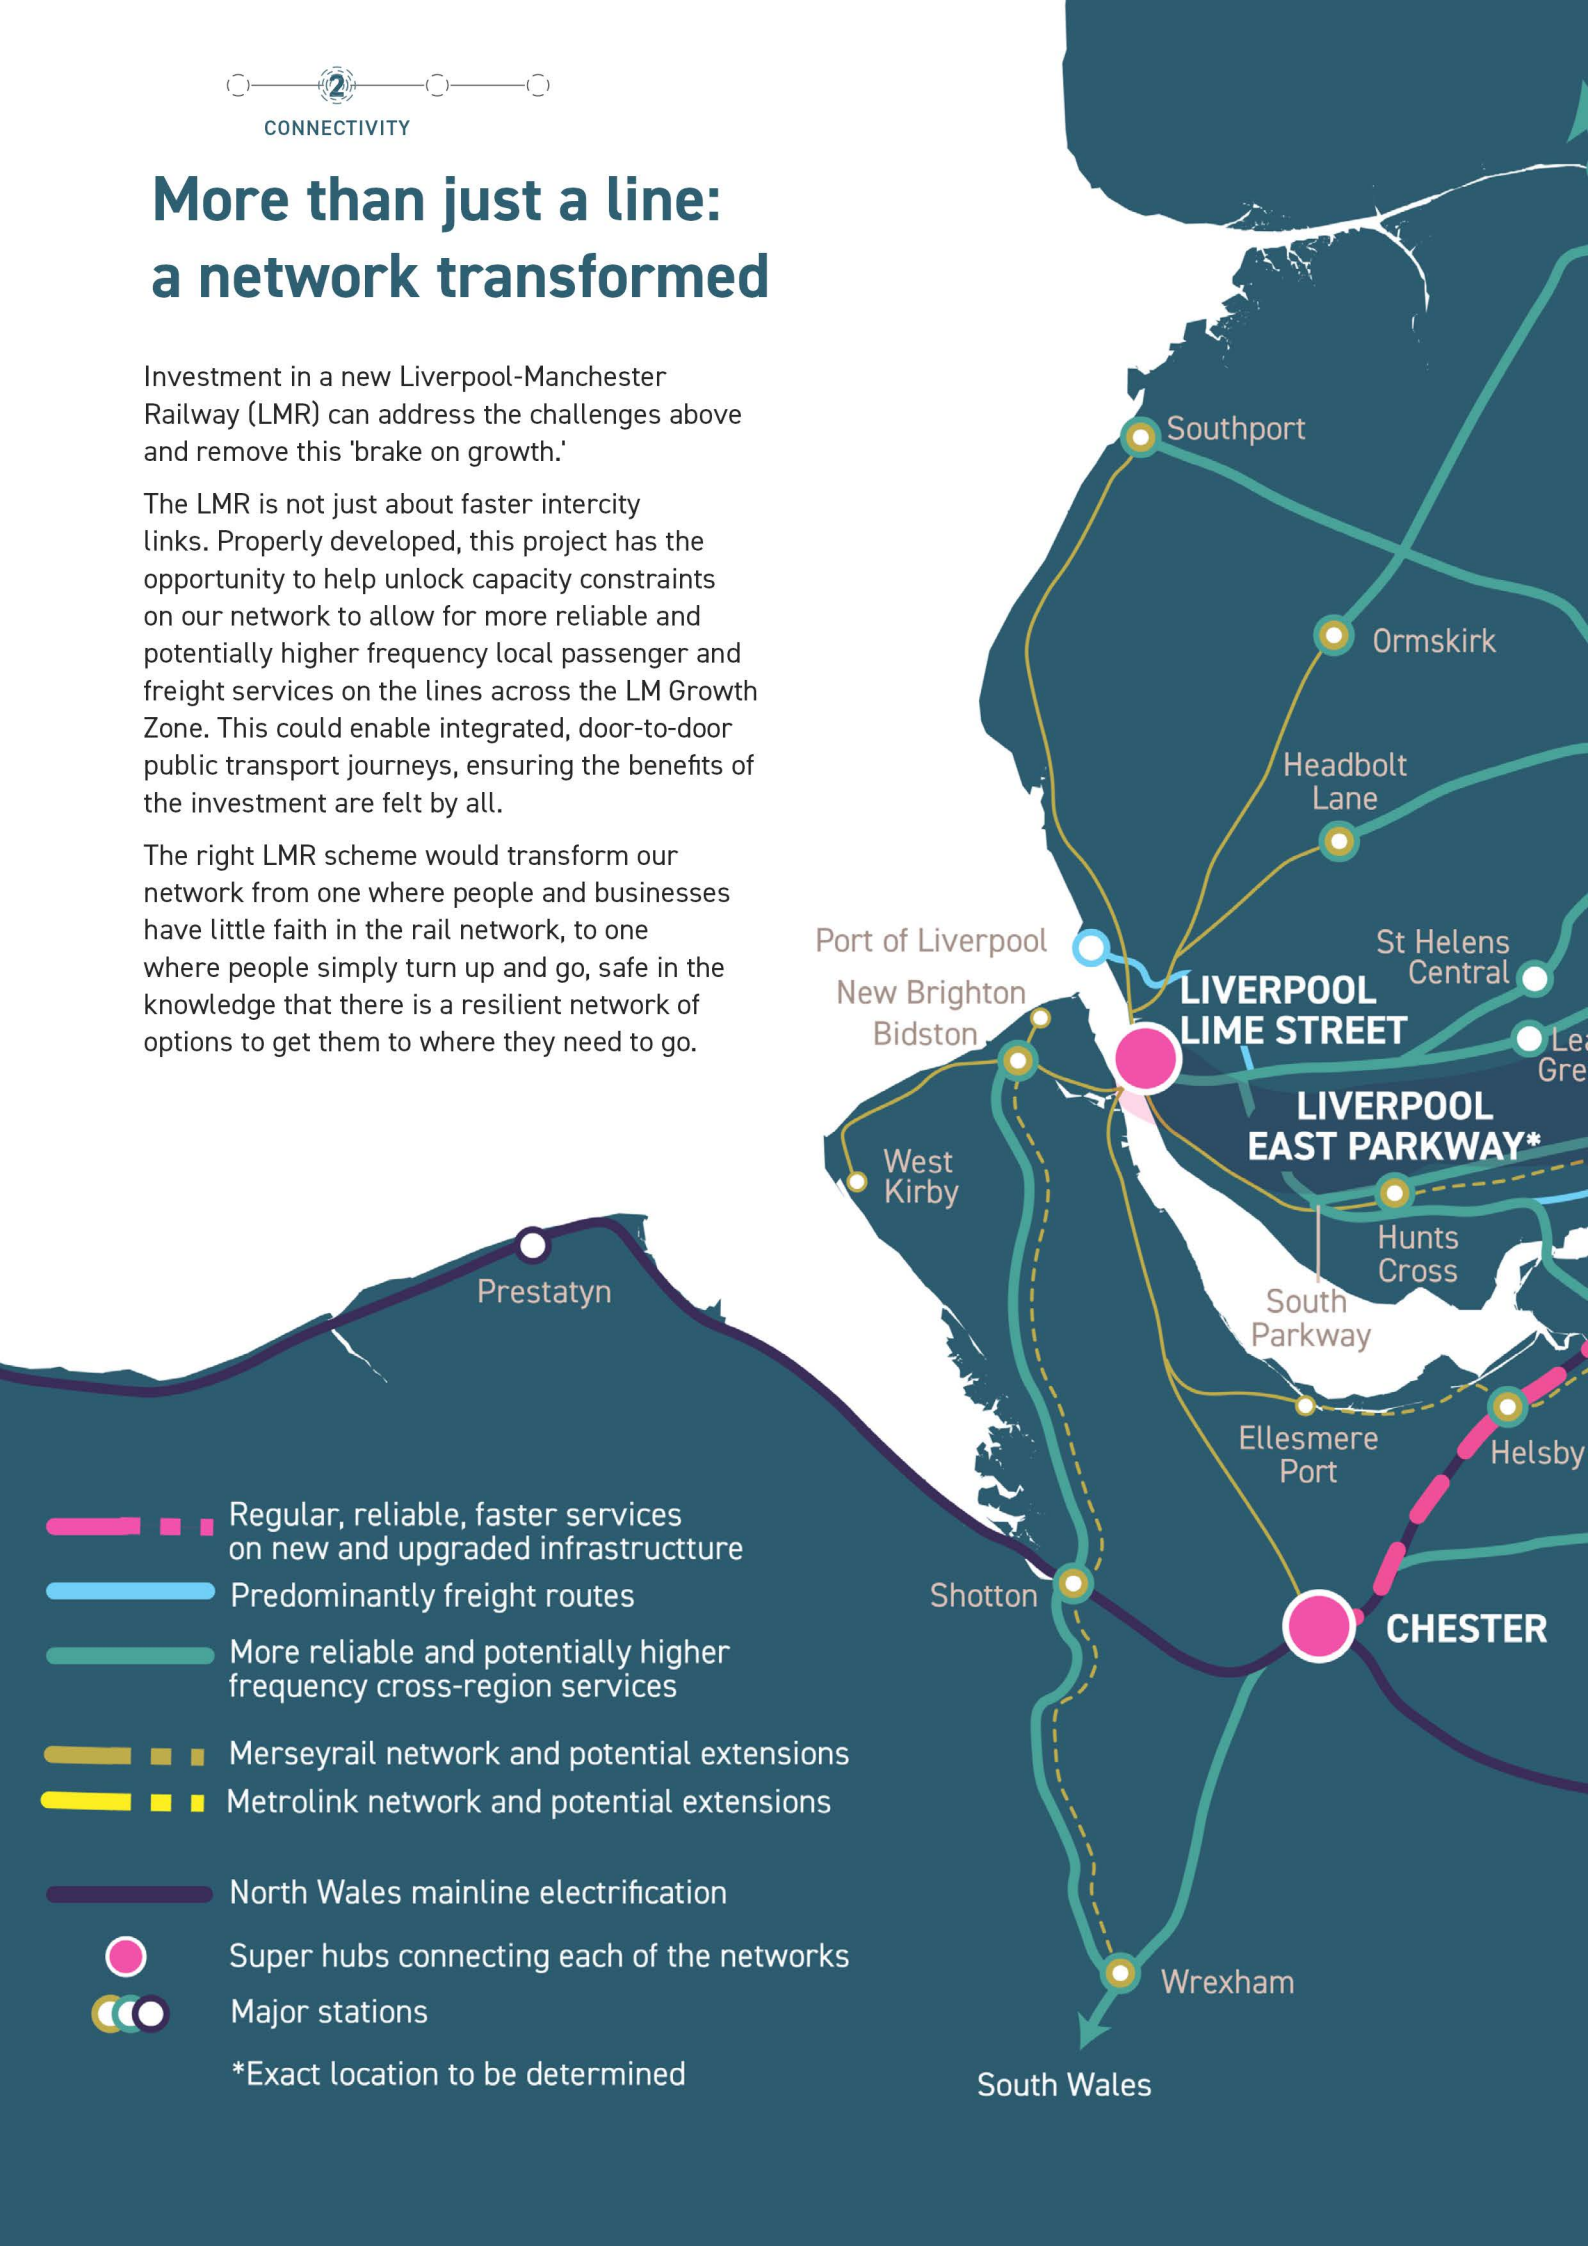 2
CONNECTIVITY
More than just a line:
a network transformed
Investment in a new Liverpool-Manchester
Railway (LMR) can address the challenges above
and remove this 'brake on growth.'
The LMR is not just about faster intercity
links. Properly developed, this project has the
opportunity to help unlock capacity constraints
on our network to allow for more reliable and
potentially higher frequency local passenger and
freight services on the lines across the LM Growth
Zone. This could enable integrated, door-to-door
public transport journeys, ensuring the benefits of
the investment are felt by all.
The right LMR scheme would transform our
network from one where people and businesses
have little faith in the rail network, to one
where people simply turn up and go, safe in the
knowledge that there is a resilient network of
options to get them to where they need to go.
Southport
Ormskirk
Headbolt
Lane
Port of Liverpool
St Helens
Central
New Brighton
LIVERPOOL
LIME STREET
Bidston
Lea
Gre
LIVERPOOL
EAST PARKWAY*
West
Kirby
Hunts
Cross
Prestatyn
South
Parkway
Ellesmere
Port
Helsby
Shotton
CHESTER
Wrexham
South Wales
Regular, reliable, faster services
on new and upgraded infrastructture
Predominantly freight routes
More reliable and potentially higher
frequency cross-region services
Merseyrail network and potential extensions
Metrolink network and potential extensions
North Wales mainline electrification
Super hubs connecting each of the networks
Major stations
*Exact location to be determined